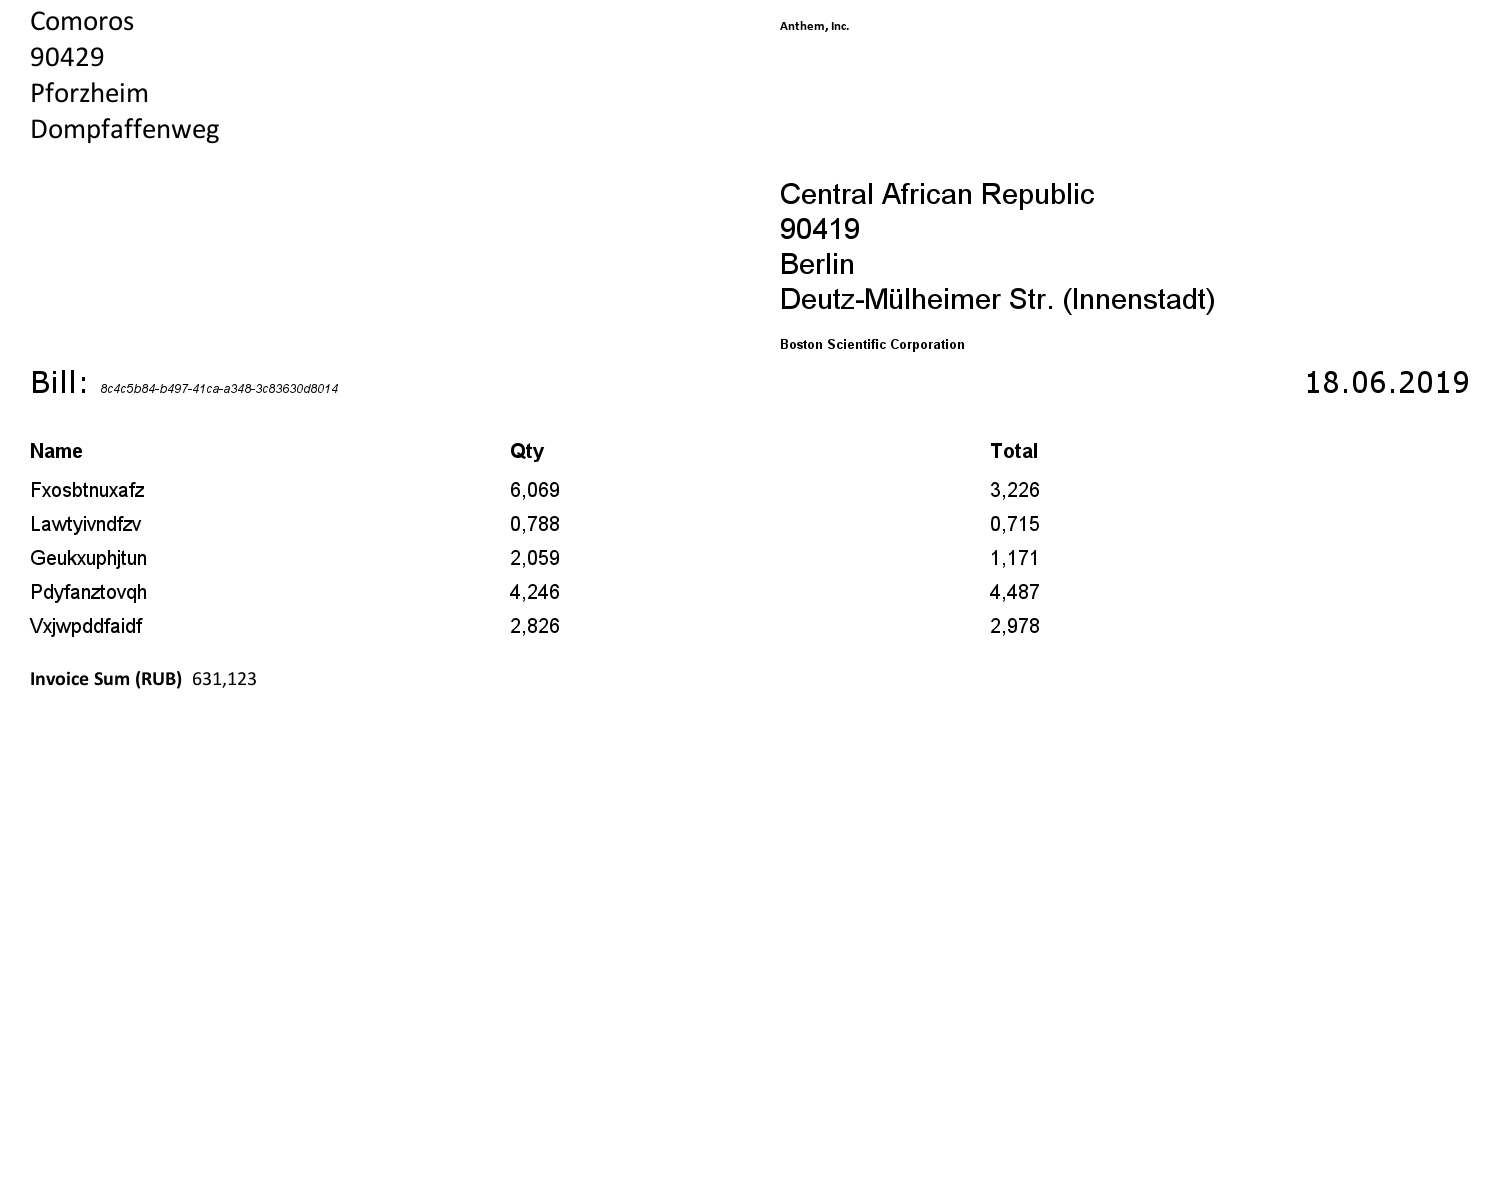 Comoros
90429
Pforzheim
Dompfaffenweg
Anthem, Inc.
Central African Republic
90419
Berlin
Deutz-Mülheimer Str. (Innenstadt)
Boston Scientific Corporation
Bill: 8c4c5b84-b497-41ca-a348-3c83630d8014 18.06.2019
Name Qty Total
Fxosbtnuxafz 6,069 3,226
Lawtyivndfzv 0,788 0,715
Geukxuphjtun 2,059 1,171
Pdyfanztovqh 4,246 4,487
Vxjwpddfaidf 2,826 2,978
Invoice Sum (RUB) 631,123